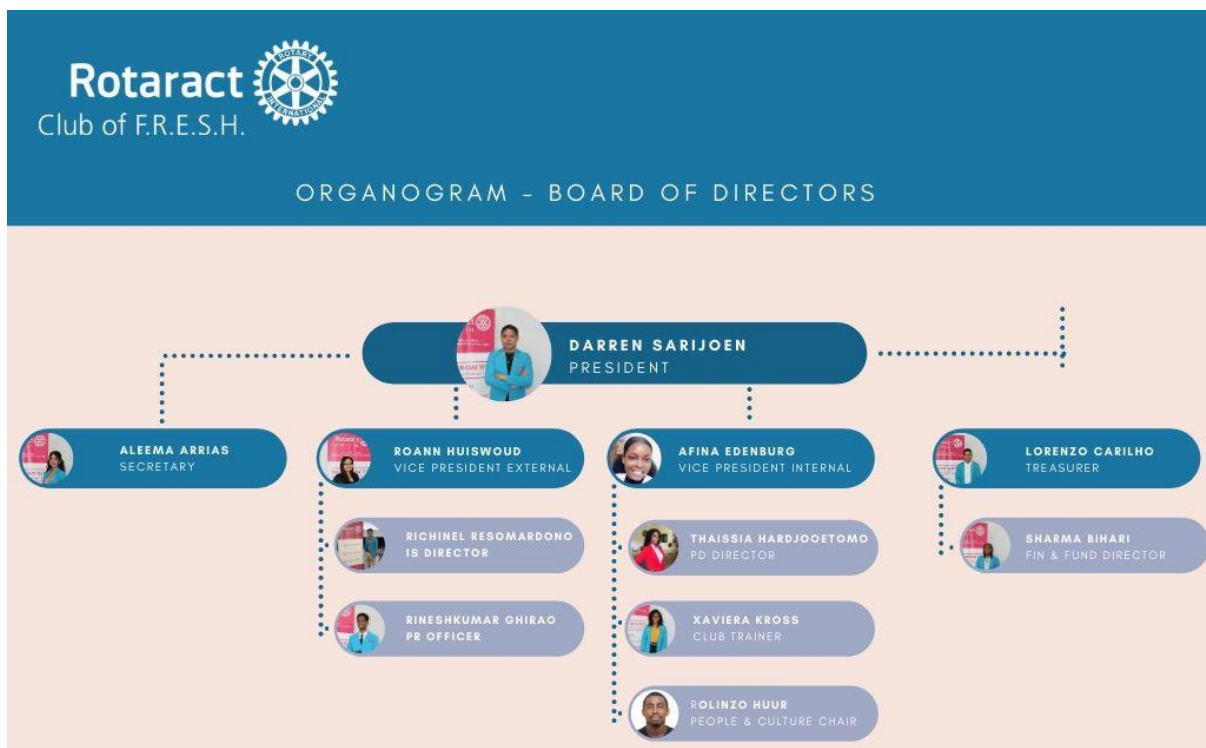 Rotaract
ROTARY
INTERNATIONAL
Club of F.R.E.S.H.
ORGANOGRAM - BOARD OF DIRECTORS
DARREN SARIJOEN
PRESIDENT
ALEEMA ARRIAS
SECRETARY
ROANN HUISWOUD
VICE PRESIDENT EXTERNAL
AFINA EDENBURG
VICE PRESIDENT INTERNAL
LORENZO CARILHO
TREASURER
RICHINEL RESOMARDONO
IS DIRECTOR
THAISSIA HARDJOOETOMO
PD DIRECTOR
SHARMA BIHARI
FIN & FUND DIRECTOR
RINESHKUMAR GHIRAO
PR OFFICER
XAVIERA KROSS
CLUB TRAINER
ROLINZO HUUR
PEOPLE & CULTURE CHAIR